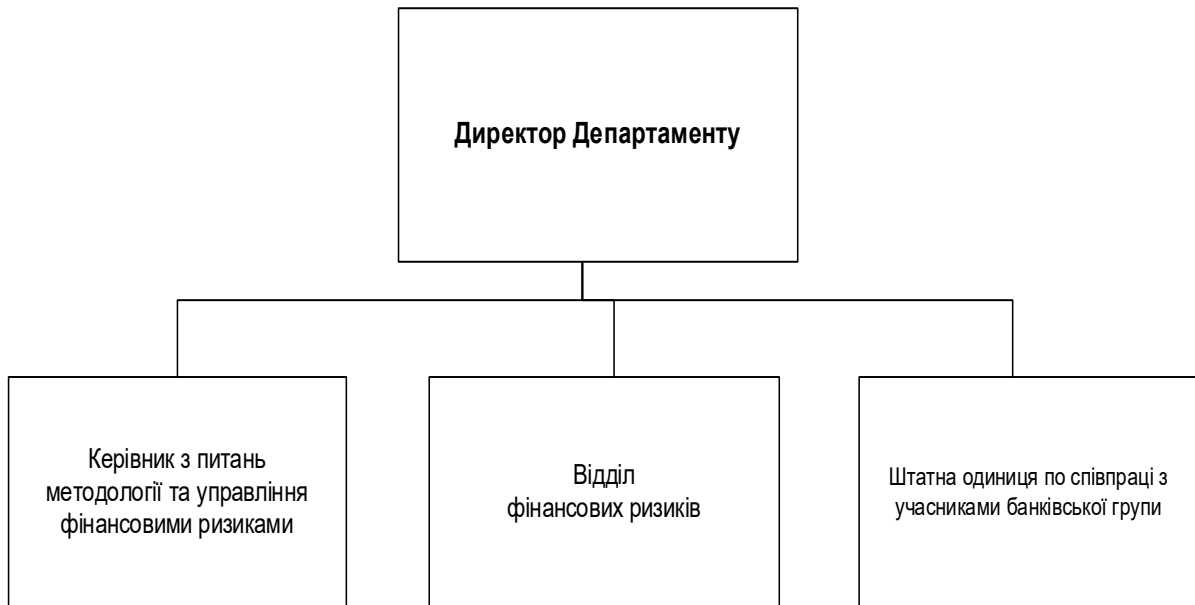 Директор Департаменту
Керівник з питань
методології та управління
фінансовими ризиками
Відділ
фінансових ризиків
Штатна одиниця по співпраці з
учасниками банківської групи